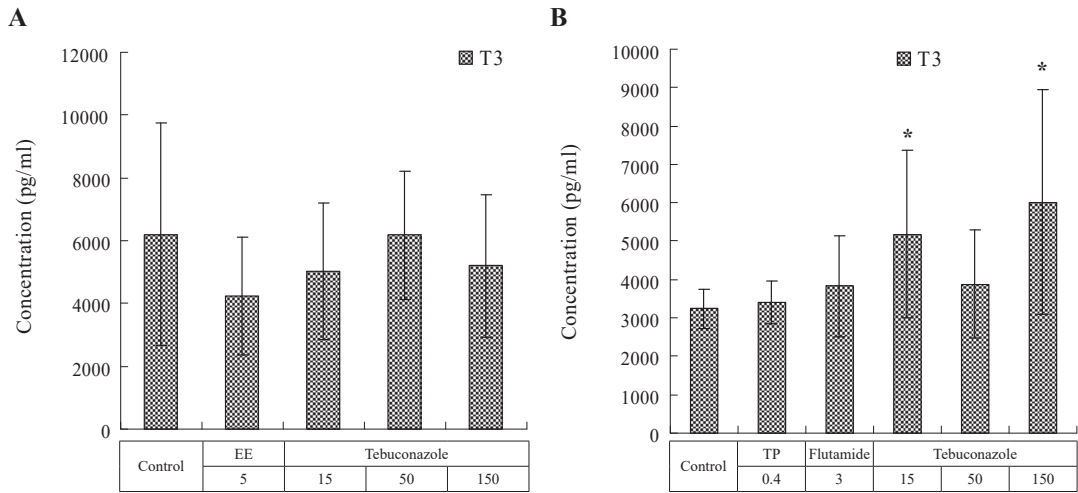 A
Concentration (pg/ml)
12000
10000
8000
6000
4000
2000
0
T3
Control
EE
Tebuconazole
5
15
50
150
B
Concentration (pg/ml)
10000
9000
8000
7000
6000
5000
4000
3000
2000
1000
0
T3
*
*
Control
TP
Flutamide
Tebuconazole
0.4
3
15
50
150